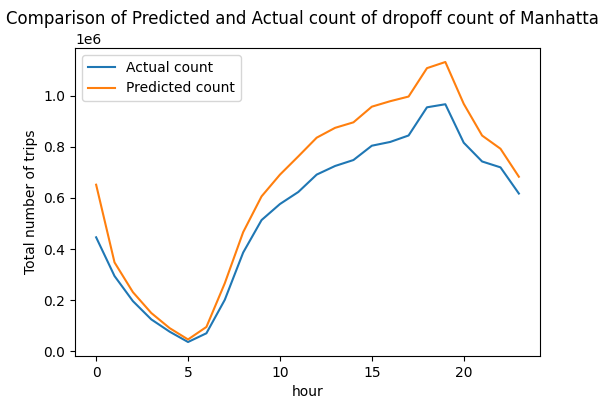 Comparison of Predicted and Actual count of dropoff count of Manhatta
1e6
Actual count
Predicted count
1.0
0.8
0.6
0.4
0.2
0.0
Total number of trips
0 5 10 15 20
hour